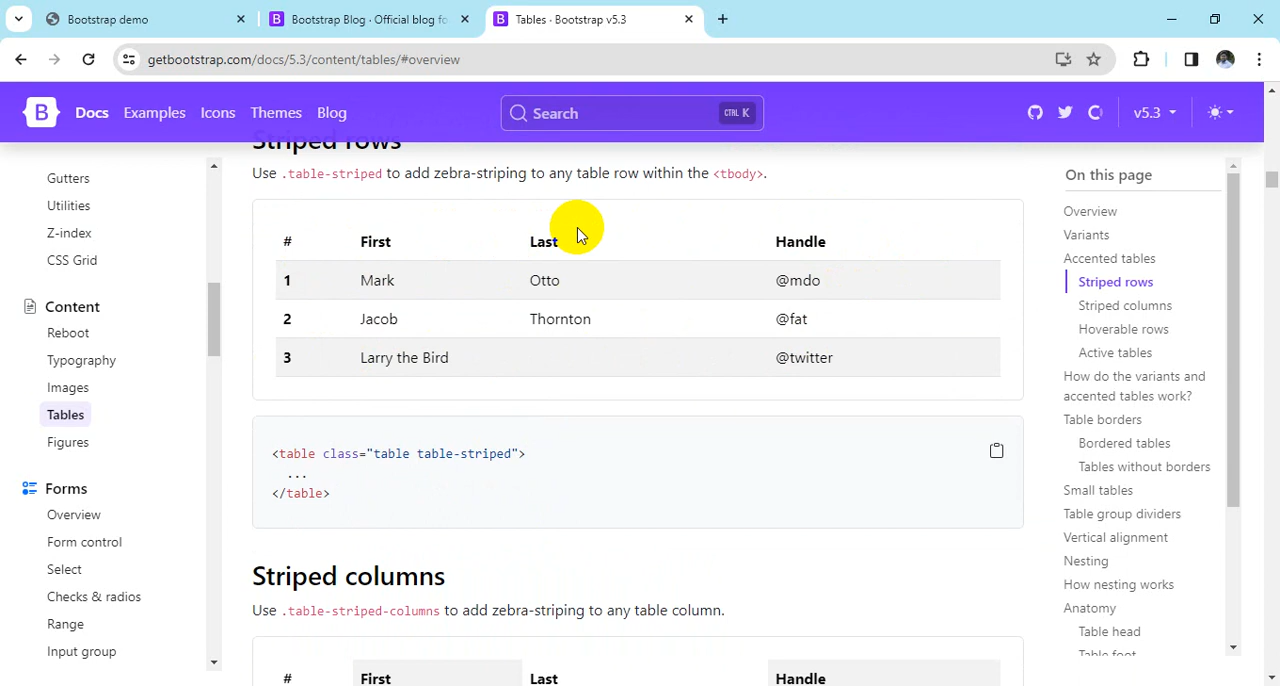 Bootstrap demo
Bootstrap Blog · Official blog fo
Tables · Bootstrap v5.3
getbootstrap.com/docs/5.3/content/tables/#overview
B Docs Examples Icons Themes Blog
Search CTRL K
v5.3
Gutters
Utilities
Z-index
CSS Grid
Content
Reboot
Typography
Images
Tables
Figures
Forms
Overview
Form control
Select
Checks & radios
Range
Input group
Striped rows
Use .table-striped to add zebra-striping to any table row within the <tbody>.
# First Last Handle
1 Mark Otto @mdo
2 Jacob Thornton @fat
3 Larry the Bird @twitter
<table class="table table-striped">
...
</table>
Striped columns
Use .table-striped-columns to add zebra-striping to any table column.
# First Last Handle
On this page
Overview
Variants
Accented tables
Striped rows
Striped columns
Hoverable rows
Active tables
How do the variants and
accented tables work?
Table borders
Bordered tables
Tables without borders
Small tables
Table group dividers
Vertical alignment
Nesting
How nesting works
Anatomy
Table head
Table foot